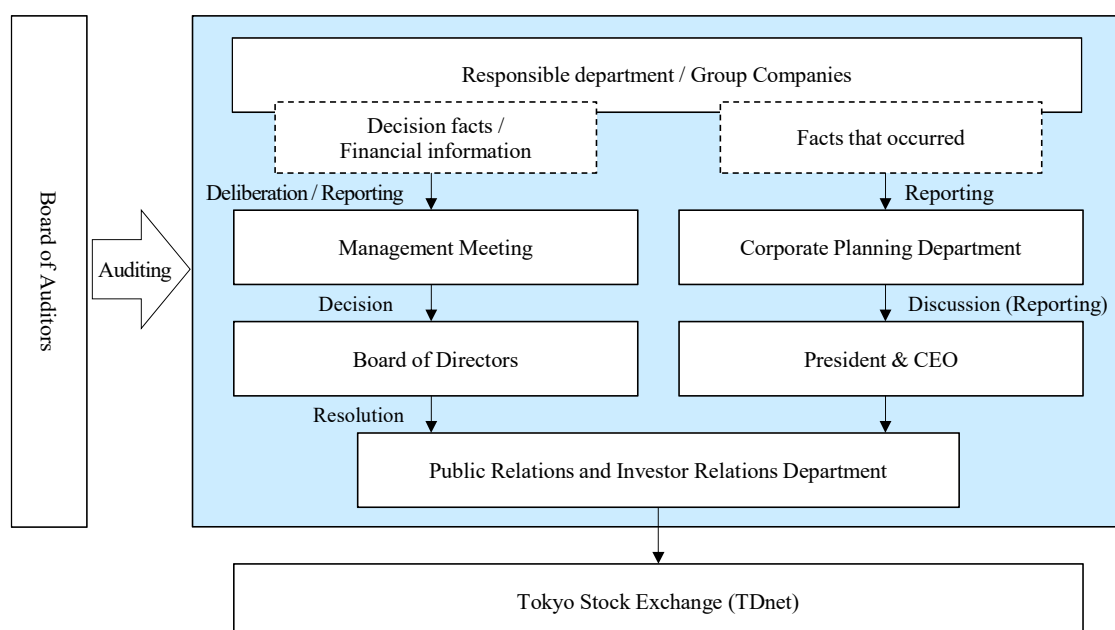 Responsible department / Group Companies
Decision facts /
Financial information
Facts that occurred
Deliberation / Reporting
Reporting
Management Meeting
Corporate Planning Department
Board of Auditors
Auditing
Decision
Discussion (Reporting)
Board of Directors
President & CEO
Resolution
Public Relations and Investor Relations Department
Tokyo Stock Exchange (TDnet)